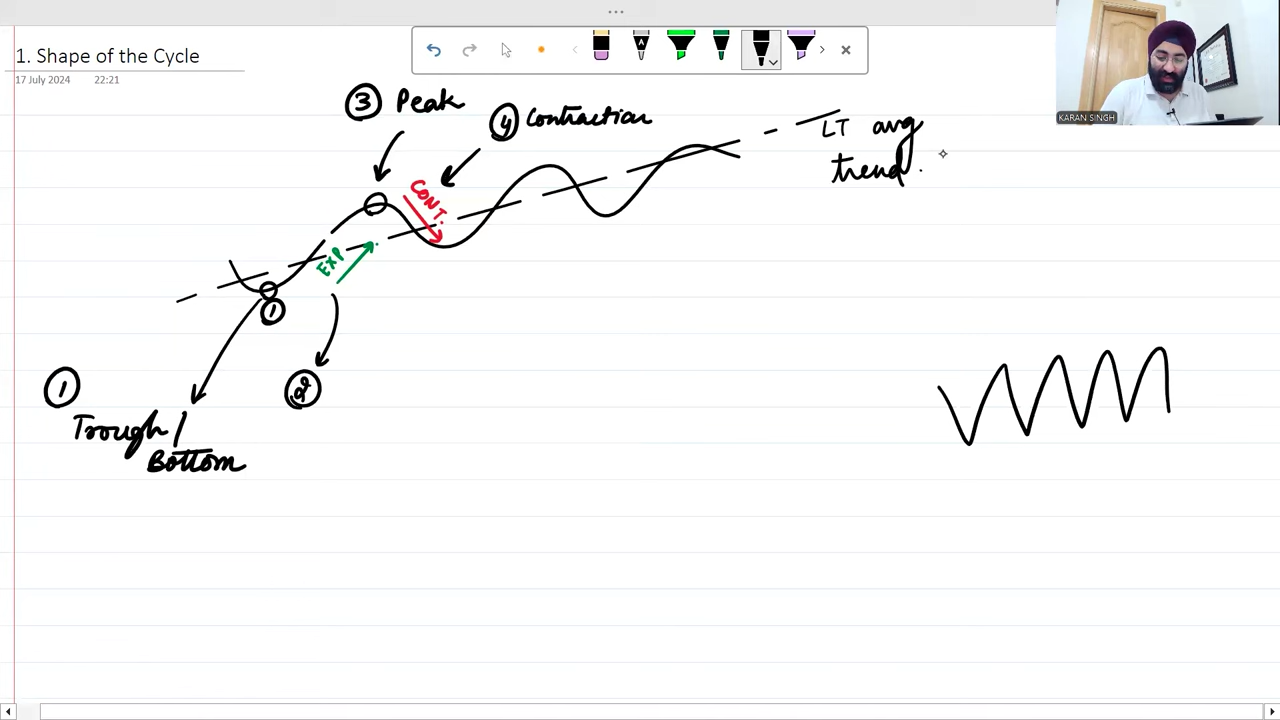 1. Shape of the Cycle
17 July 2024 22:21
KARAN SINGH
3 Peak
4 Contraction
LT avg
trend.
CONT.
EXP
1
2
1
Trough/
Bottom